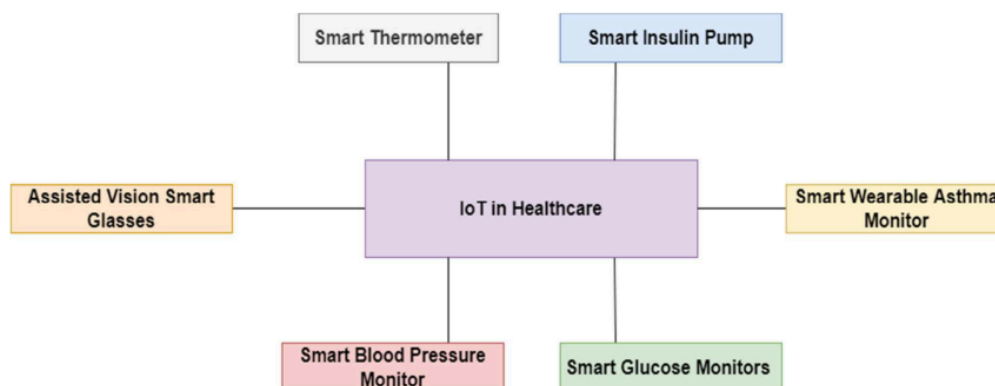 Smart Thermometer
Smart Insulin Pump
Assisted Vision Smart
Glasses
IoT in Healthcare
Smart Wearable Asthma
Monitor
Smart Blood Pressure
Monitor
Smart Glucose Monitors